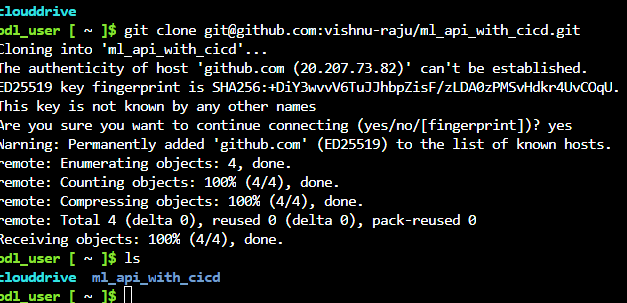 clouddrive
odl_user [ ~ ]$ git clone git@github.com:vishnu-raju/ml_api_with_cicd.git
Cloning into 'ml_api_with_cicd'...
The authenticity of host 'github.com (20.207.73.82)' can't be established.
ED25519 key fingerprint is SHA256:+DiY3wvvV6TuJJhbpZisF/zLDA0zPMSvHdkr4UvCOqU.
This key is not known by any other names
Are you sure you want to continue connecting (yes/no/[fingerprint])? yes
Warning: Permanently added 'github.com' (ED25519) to the list of known hosts.
remote: Enumerating objects: 4, done.
remote: Counting objects: 100% (4/4), done.
remote: Compressing objects: 100% (4/4), done.
remote: Total 4 (delta 0), reused 0 (delta 0), pack-reused 0
Receiving objects: 100% (4/4), done.
odl_user [ ~ ]$ ls
clouddrive  ml_api_with_cicd
odl_user [ ~ ]$